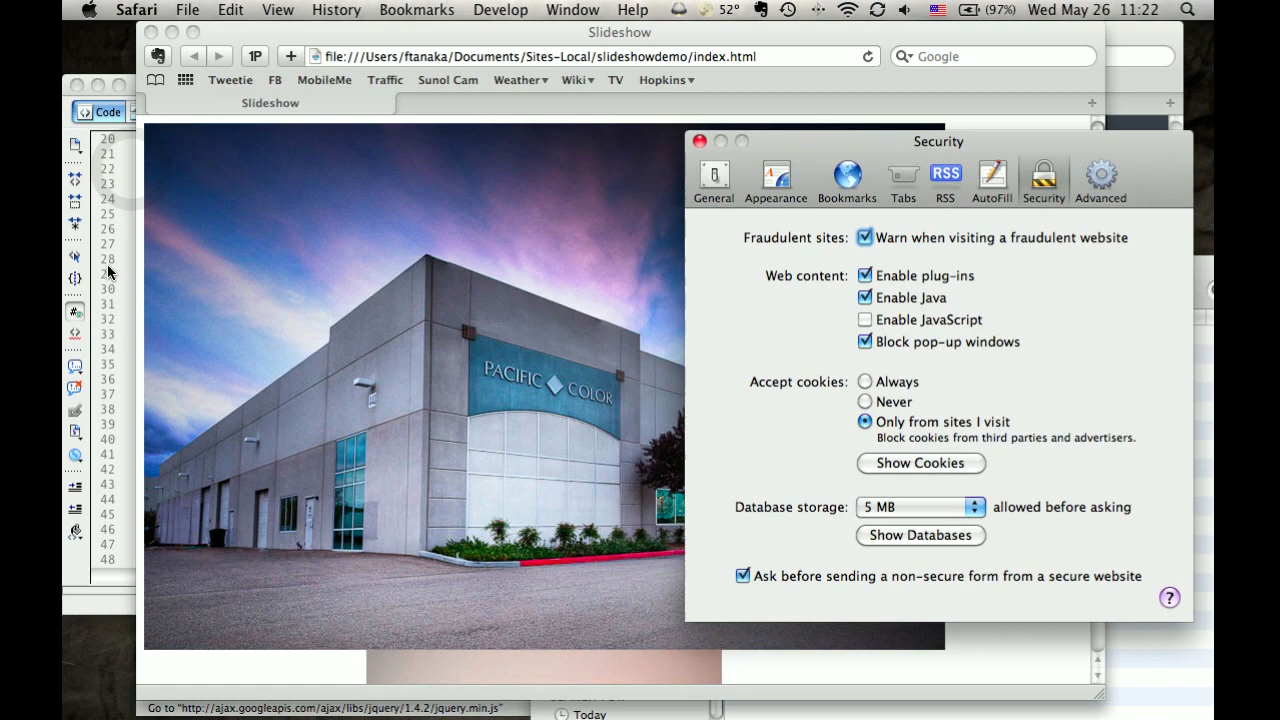 Safari File Edit View History Bookmarks Develop Window Help 52° (97%) Wed May 26 11:22
Slideshow
1P + file:///Users/ftanaka/Documents/Sites-Local/slideshowdemo/index.html Google
Tweetie FB MobileMe Traffic Sunol Cam Weather Wiki TV Hopkins
Slideshow
Code
20
21
22
23
24
25
26
27
28
30
31
32
33
34
35
36
37
38
39
40
41
42
43
44
45
46
47
48
PACIFIC COLOR
Security
General Appearance Bookmarks Tabs RSS RSS AutoFill Security Advanced
Fraudulent sites: Warn when visiting a fraudulent website
Web content: Enable plug-ins
Enable Java
Enable JavaScript
Block pop-up windows
Accept cookies: Always
Never
Only from sites I visit
Block cookies from third parties and advertisers.
Show Cookies
Database storage: 5 MB allowed before asking
Show Databases
Ask before sending a non-secure form from a secure website
?
Go to "http://ajax.googleapis.com/ajax/libs/jquery/1.4.2/jquery.min.js"
Today